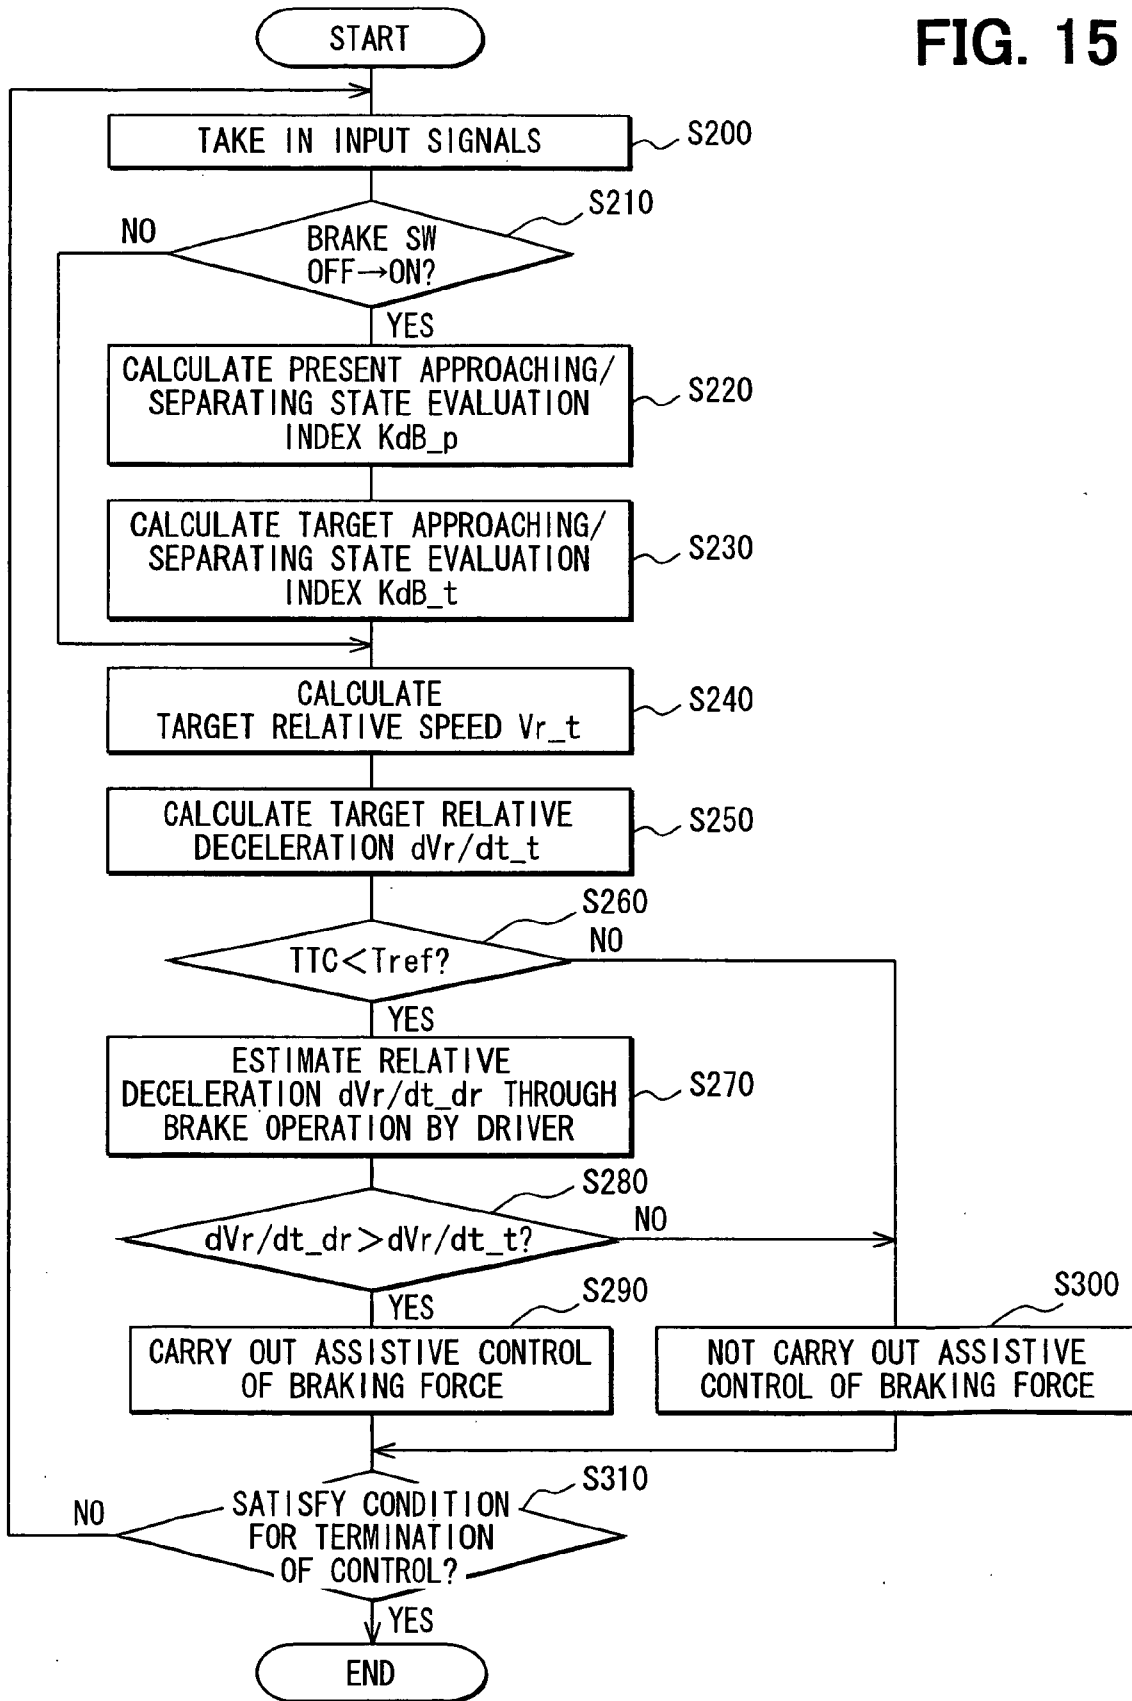 FIG. 15
START
TAKE IN INPUT SIGNALS
S200
S210
NO
BRAKE SW
OFF→ON?
YES
CALCULATE PRESENT APPROACHING/
SEPARATING STATE EVALUATION
INDEX KdB_p
S220
CALCULATE TARGET APPROACHING/
SEPARATING STATE EVALUATION
INDEX KdB_t
S230
CALCULATE
TARGET RELATIVE SPEED Vr_t
S240
CALCULATE TARGET RELATIVE
DECELERATION dVr/dt_t
S250
S260
TTC<Tref?
NO
YES
ESTIMATE RELATIVE
DECELERATION dVr/dt_dr THROUGH
BRAKE OPERATION BY DRIVER
S270
S280
dVr/dt_dr>dVr/dt_t?
NO
YES
S290
CARRY OUT ASSISTIVE CONTROL
OF BRAKING FORCE
S300
NOT CARRY OUT ASSISTIVE
CONTROL OF BRAKING FORCE
S310
NO
SATISFY CONDITION
FOR TERMINATION
OF CONTROL?
YES
END